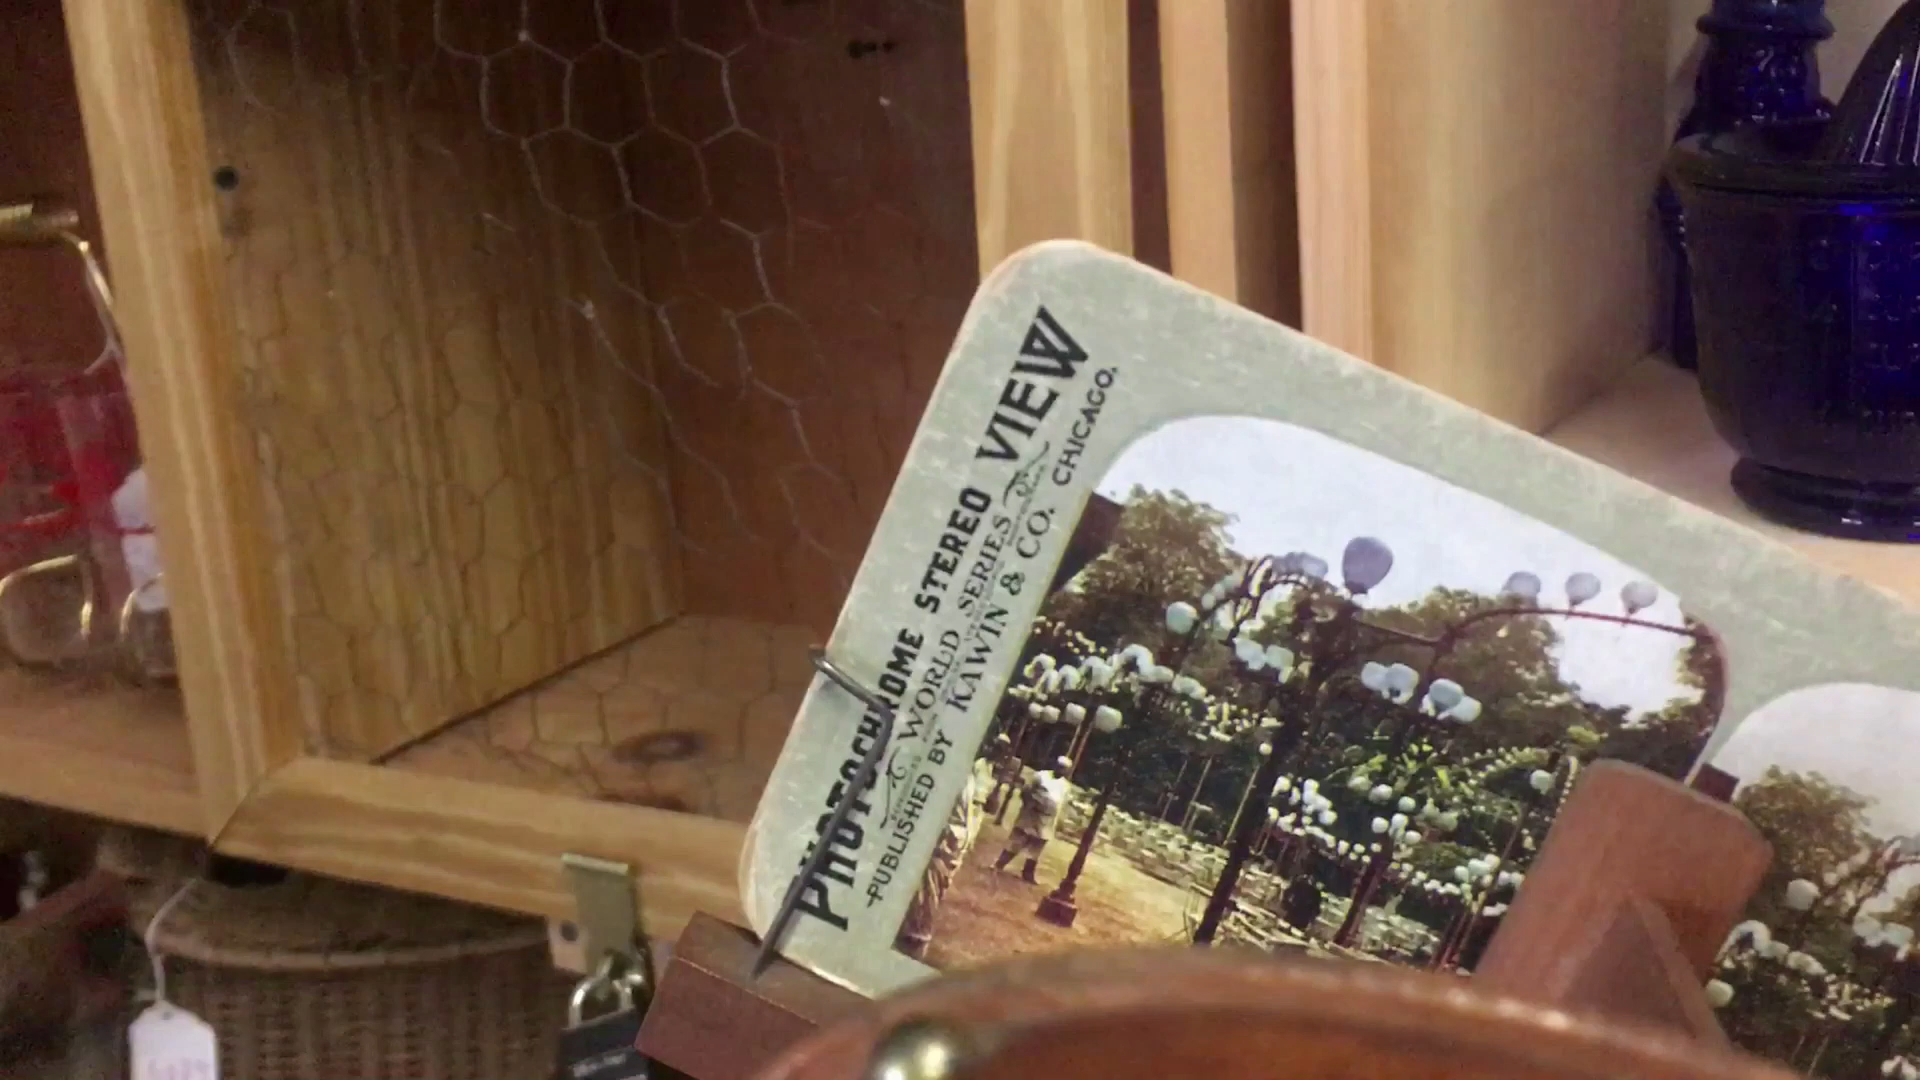 PHOTOCHROME STEREO VIEW
WORLD SERIES
PUBLISHED BY KAWIN & CO. CHICAGO.